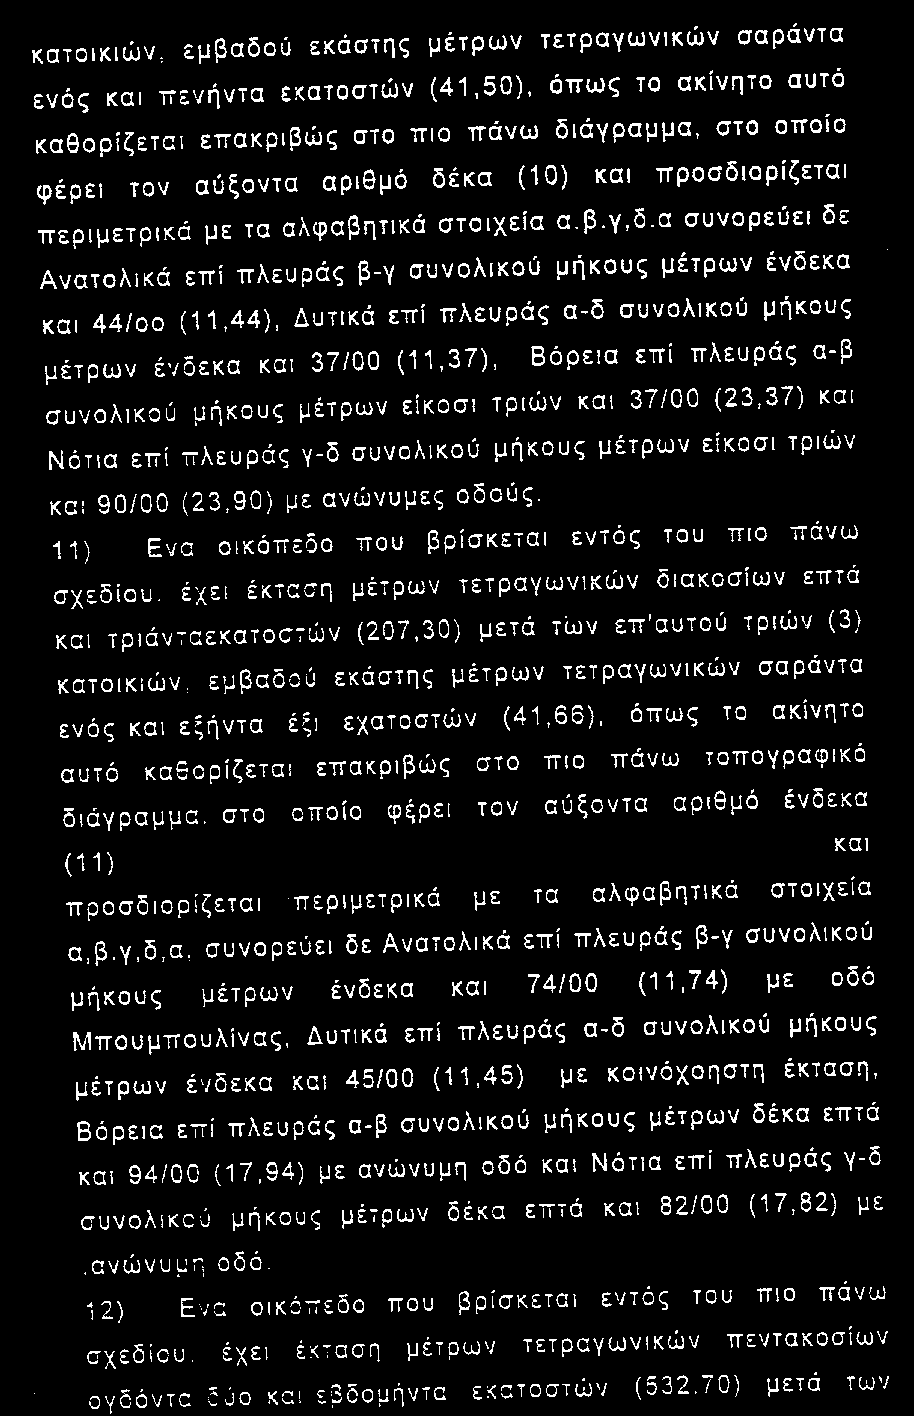 κατοικιών, εμβαδού εκάστης μέτρων τετραγωνικών σαράντα
ενός και πενήντα εκατοστών (41,50), όπως το ακίνητο αυτό
καθορίζεται επακριβώς στο πιο πάνω διάγραμμα, στο οποίο
φέρει τον αύξοντα αριθμό δέκα (10) και προσδιορίζεται
περιμετρικά με τα αλφαβητικά στοιχεία α.β.γ,δ.α συνορεύει δε
Ανατολικά επί πλευράς β-γ συνολικού μήκους μέτρων ένδεκα
και 44/οο (11,44), Δυτικά επί πλευράς α-δ συνολικού μήκους
μέτρων ένδεκα και 37/00 (11,37), Βόρεια επί πλευράς α-β
συνολικού μήκους μέτρων είκοσι τριών και 37/00 (23,37) και
Νότια επί πλευράς γ-δ συνολικού μήκους μέτρων είκοσι τριών
και 90/00 (23,90) με ανώνυμες οδούς.
11) Ενα οικόπεδο που βρίσκεται εντός του πιο πάνω
σχεδίου, έχει έκταση μέτρων τετραγωνικών διακοσίων επτά
και τριάνταεκατοστών (207,30) μετά των επ'αυτού τριών (3)
κατοικιών, εμβαδού εκάστης μέτρων τετραγωνικών σαράντα
ενός και εξήντα έξι εχατοστών (41,66), όπως το ακίνητο
αυτό καθορίζεται επακριβώς στο πιο πάνω τοπογραφικό
διάγραμμα, στο οποίο φέρει τον αύξοντα αριθμό ένδεκα
(11) και
προσδιορίζεται περιμετρικά με τα αλφαβητικά στοιχεία
α,β.γ,δ,α, συνορεύει δε Ανατολικά επί πλευράς β-γ συνολικού
μήκους μέτρων ένδεκα και 74/00 (11,74) με οδό
Μπουμπουλίνας, Δυτικά επί πλευράς α-δ συνολικού μήκους
μέτρων ένδεκα και 45/00 (11,45) με κοινόχοηστη έκταση,
Βόρεια επί πλευράς α-β συνολικού μήκους μέτρων δέκα επτά
και 94/00 (17,94) με ανώνυμη οδό και Νότια επί πλευράς γ-δ
συνολικού μήκους μέτρων δέκα επτά και 82/00 (17,82) με
.ανώνυμη οδό.
12) Ενα οικόπεδο που βρίσκεται εντός του πιο πάνω
σχεδίου, έχει έκταση μέτρων τετραγωνικών πεντακοσίων
ογδόντα δύο και εβδομήντα εκατοστών (532.70) μετά των